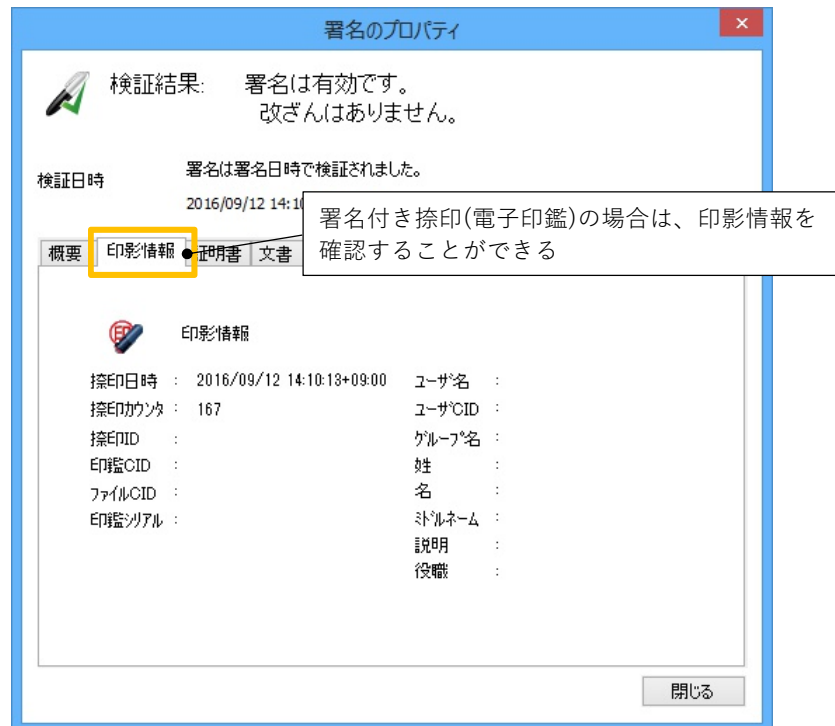 署名のプロパティ
検証結果: 署名は有効です。
改ざんはありません。
検証日時
署名は署名日時で検証されました。
2016/09/12 14:10
署名付き捺印(電子印鑑)の場合は、印影情報を
確認することができる
概要 印影情報 証明書 文書
印影情報
捺印日時 : 2016/09/12 14:10:13+09:00
捺印カウンタ : 167
捺印ID :
印鑑CID :
ファイルCID :
印鑑シリアル :
ユーザ名 :
ユーザCID :
グループ名 :
姓 :
名 :
ミドルネーム :
説明 :
役職 :
閉じる